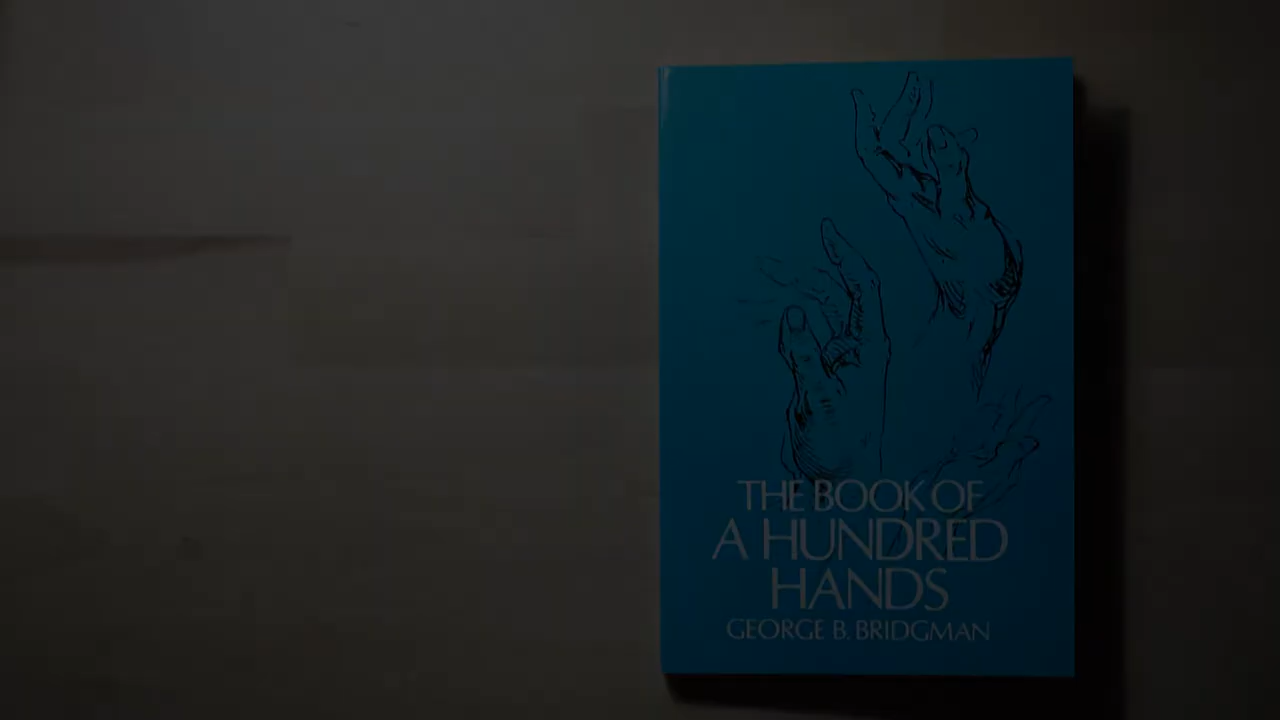 THE BOOK OF
A HUNDRED
HANDS
GEORGE B. BRIDGMAN